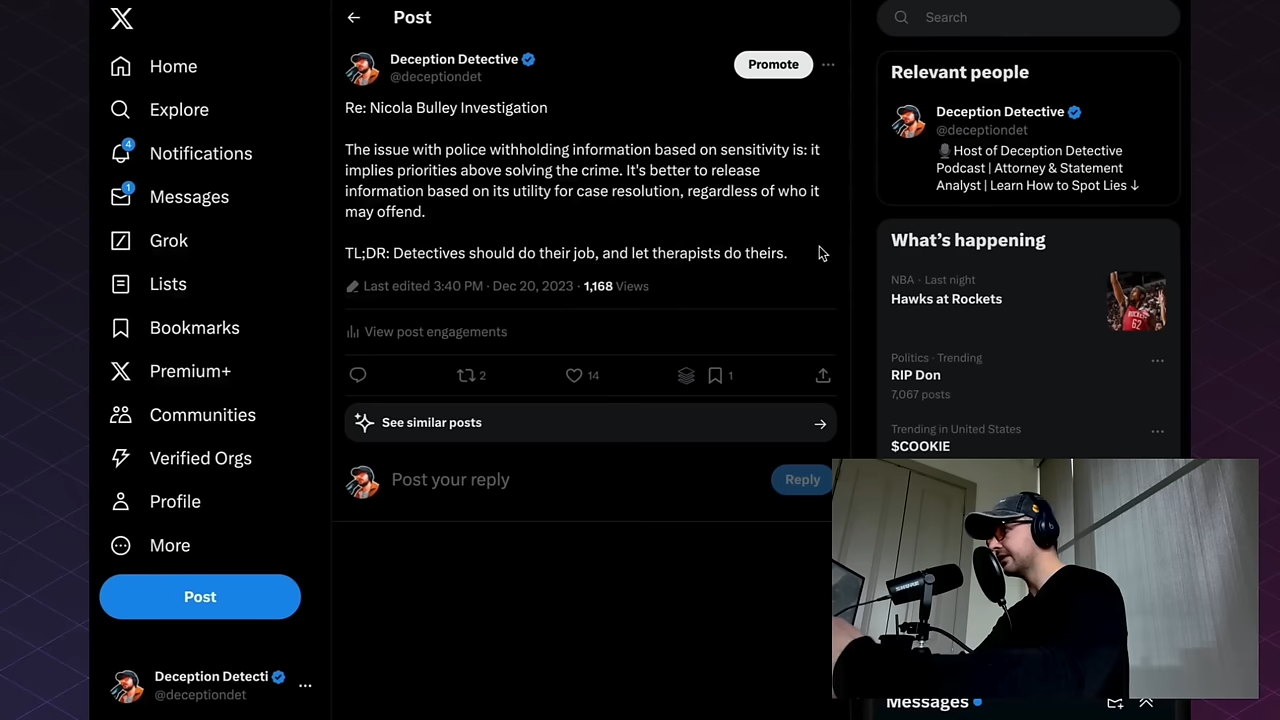 Home
Explore
4
Notifications
1
Messages
Grok
Lists
Bookmarks
Premium+
Communities
Verified Orgs
Profile
More
Post
Deception Detecti
@deceptiondet
Post
Deception Detective
@deceptiondet
Promote
Re: Nicola Bulley Investigation
The issue with police withholding information based on sensitivity is: it
implies priorities above solving the crime. It's better to release
information based on its utility for case resolution, regardless of who it
may offend.
TL;DR: Detectives should do their job, and let therapists do theirs.
Last edited 3:40 PM · Dec 20, 2023 · 1,168 Views
View post engagements
2
14
1
See similar posts
Post your reply
Reply
Search
Relevant people
Deception Detective
@deceptiondet
Host of Deception Detective
Podcast | Attorney & Statement
Analyst | Learn How to Spot Lies ↓
What's happening
NBA · Last night
Hawks at Rockets
ROCKETS
62
Politics · Trending
RIP Don
7,067 posts
Trending in United States
$COOKIE
SHURE
Messages